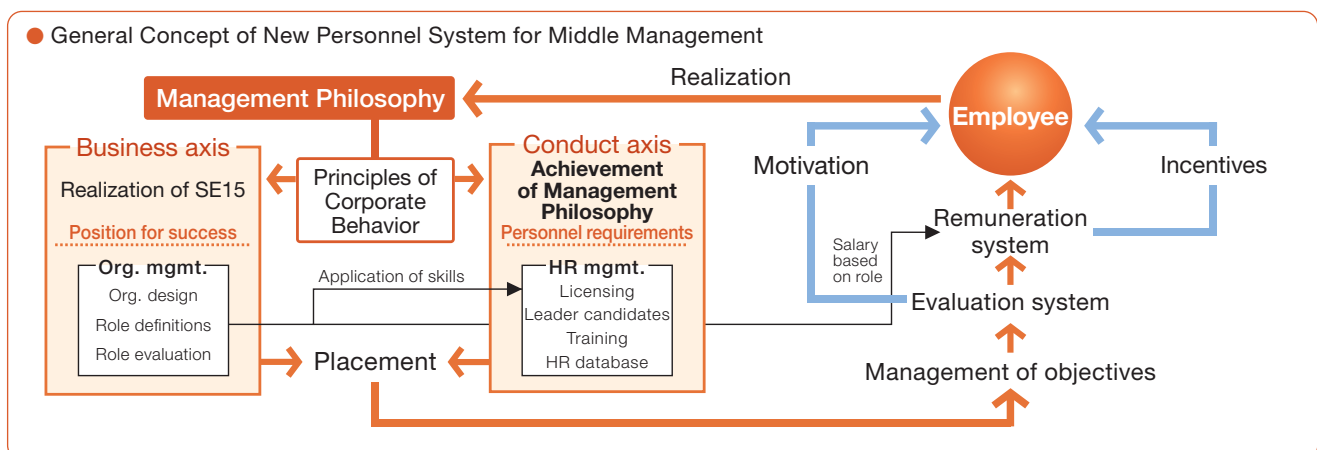 General Concept of New Personnel System for Middle Management
Realization
Management Philosophy
Employee
Business axis
Realization of SE15
Position for success
Org. mgmt.
Org. design
Role definitions
Role evaluation
Principles of
Corporate
Behavior
Conduct axis
Achievement
of Management
Philosophy
Personnel requirements
HR mgmt.
Licensing
Leader candidates
Training
HR database
Application of skills
Placement
Motivation
Incentives
Remuneration
system
Salary
based
on role
Evaluation system
Management of objectives